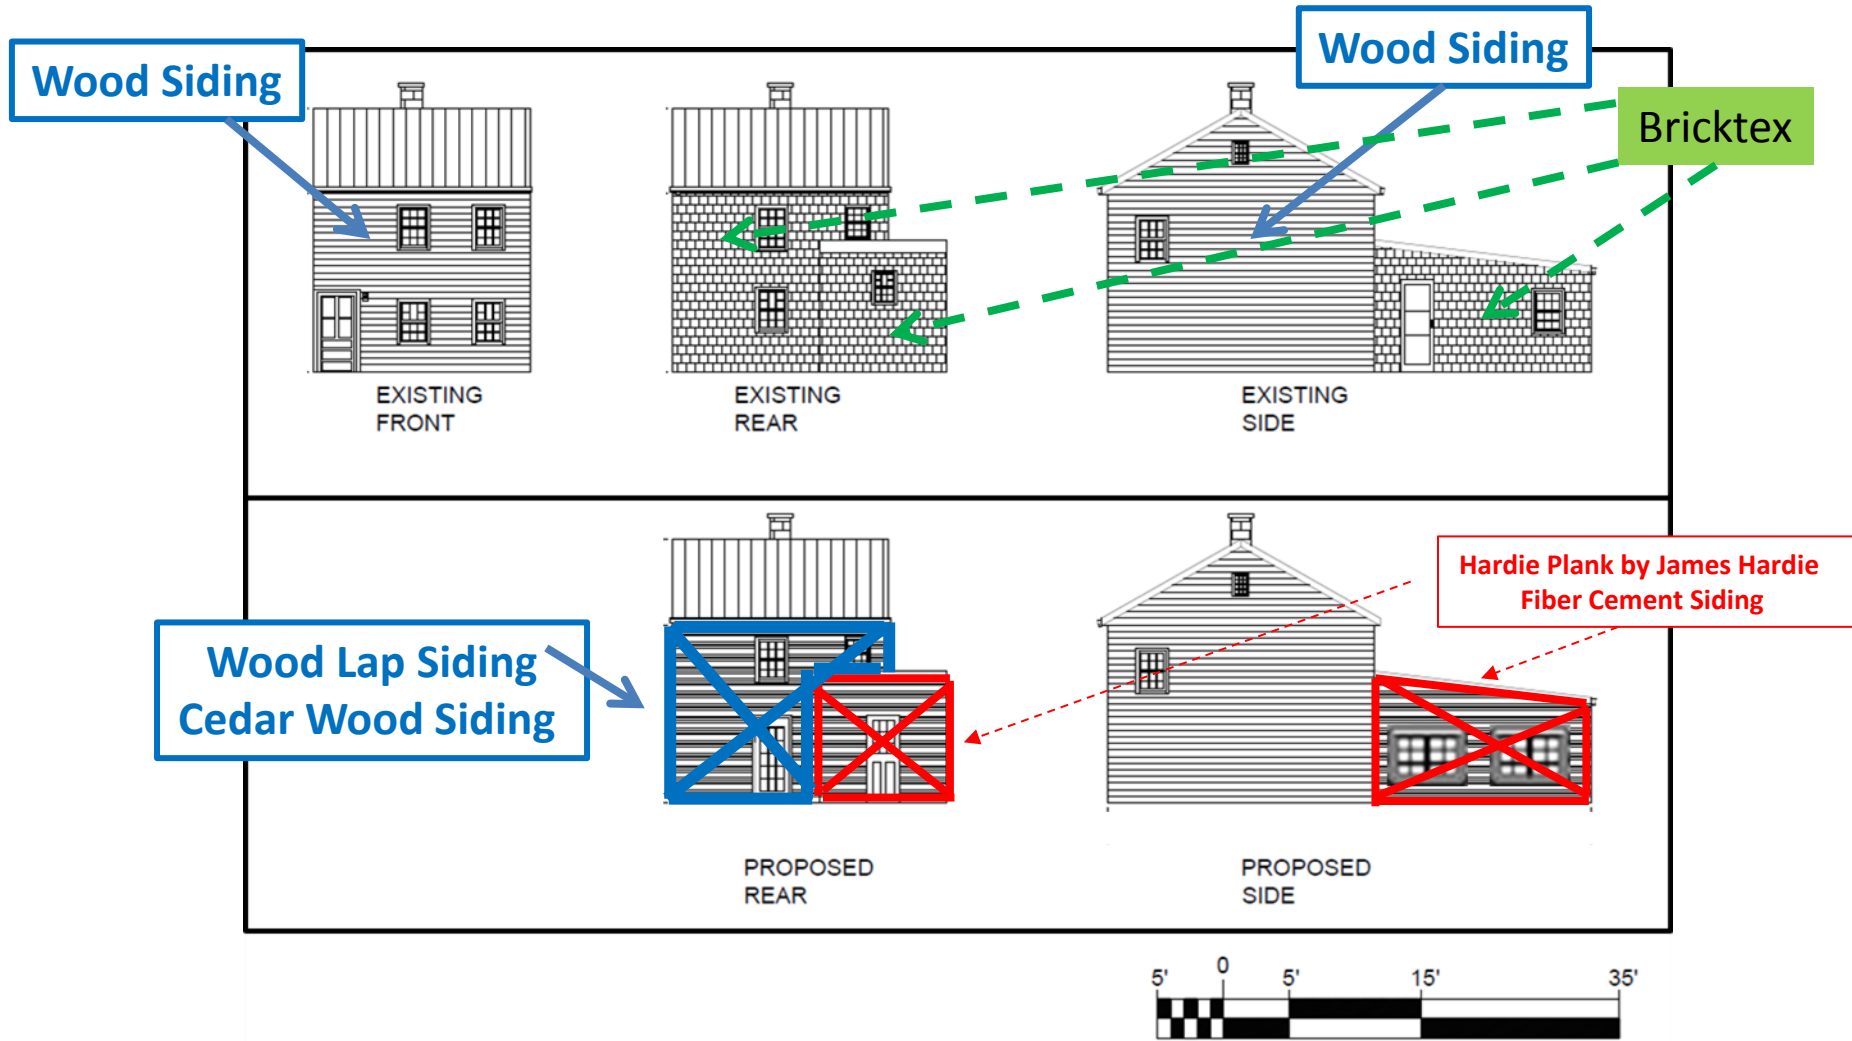 Wood Siding
Wood Siding
Bricktex
EXISTING
FRONT
EXISTING
REAR
EXISTING
SIDE
Hardie Plank by James Hardie
Fiber Cement Siding
Wood Lap Siding
Cedar Wood Siding
PROPOSED
REAR
PROPOSED
SIDE
5' 0 5' 15' 35'